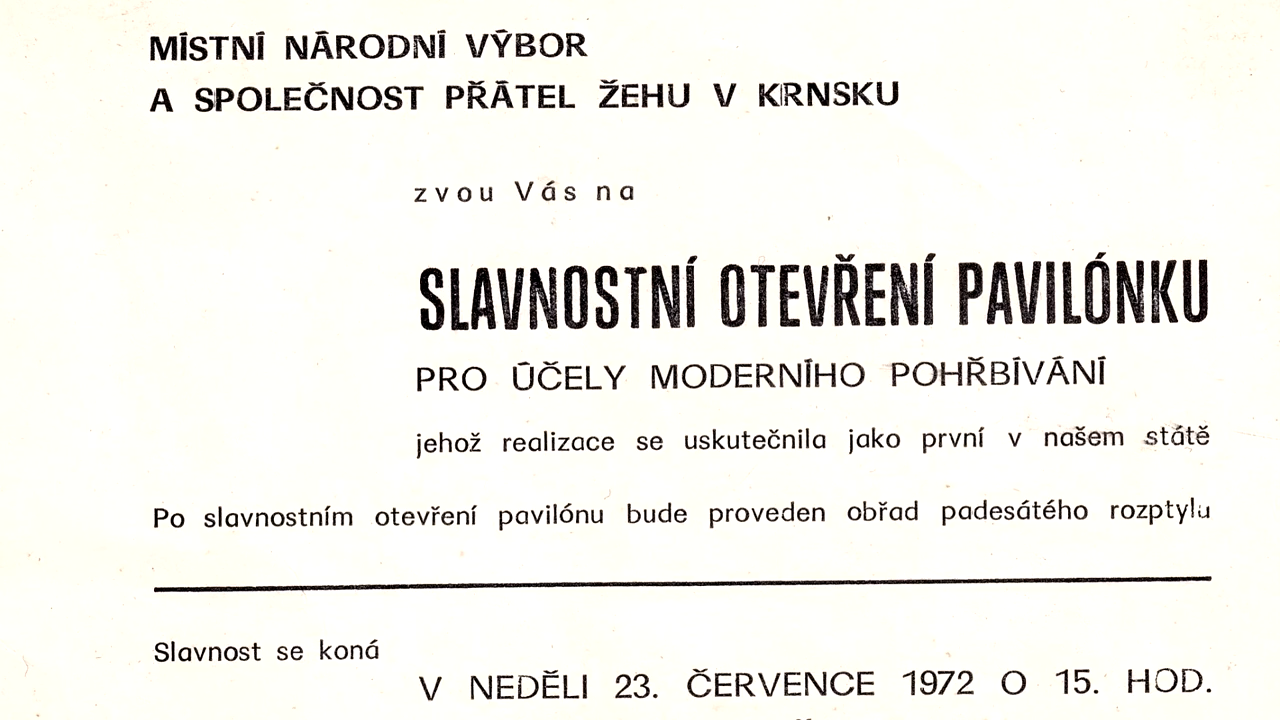 MÍSTNÍ NÁRODNÍ VÝBOR
A SPOLEČNOST PŘÁTEL ŽEHU V KRNSKU
zvou Vás na
SLAVNOSTNÍ OTEVŘENÍ PAVILÓNKU
PRO ÚČELY MODERNÍHO POHŘBÍVÁNÍ
jehož realizace se uskutečnila jako první v našem státě
Po slavnostním otevření pavilónu bude proveden obřad padesátého rozptylu
Slavnost se koná
V NEDĚLI 23. ČERVENCE 1972 O 15. HOD.